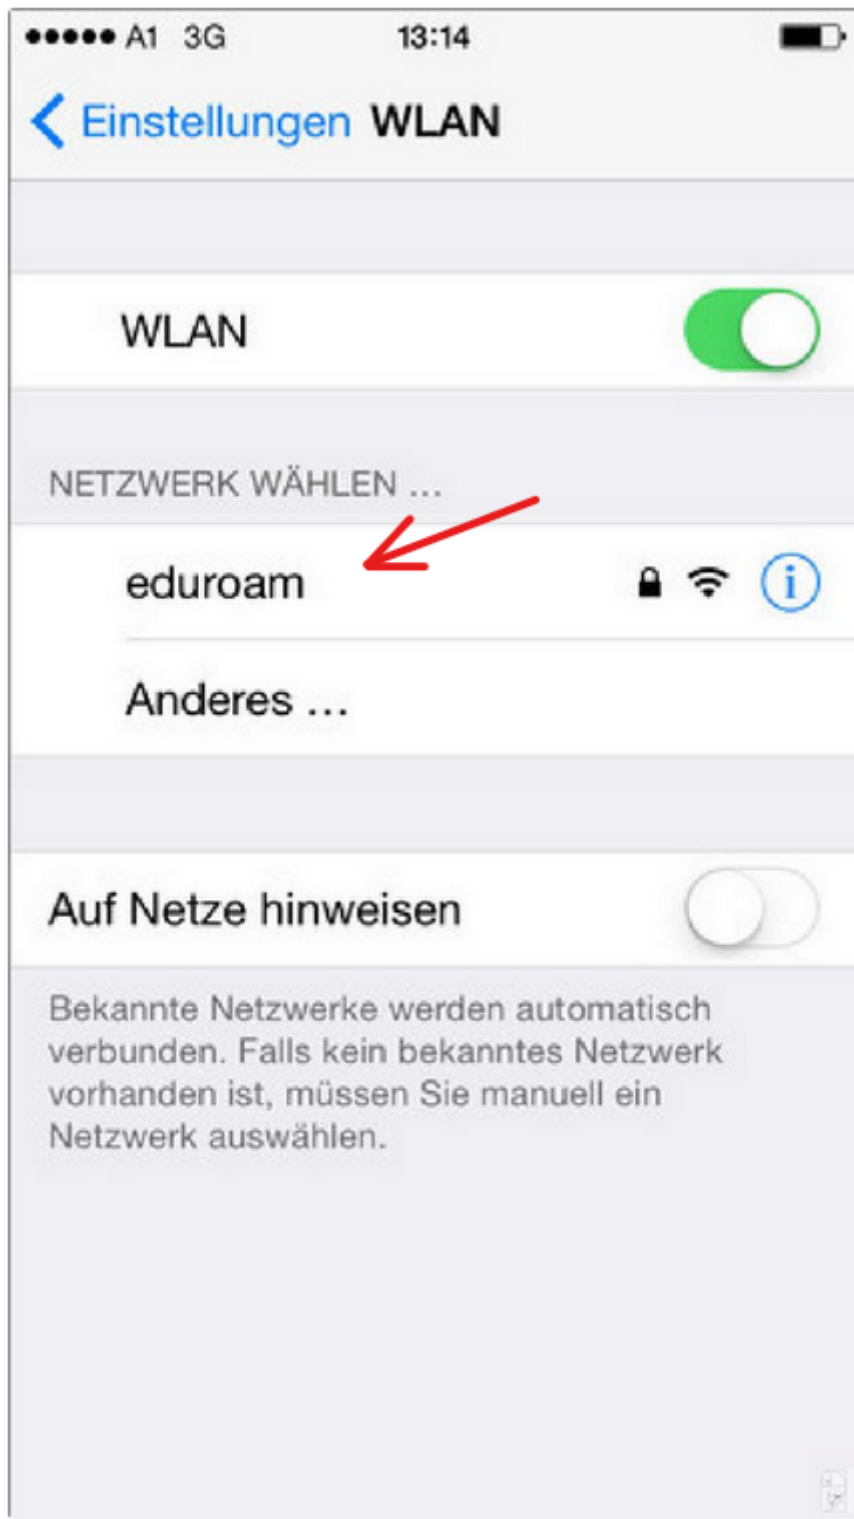 A1 3G 13:14
Einstellungen WLAN
WLAN
NETZWERK WÄHLEN ...
eduroam
Anderes ...
Auf Netze hinweisen
Bekannte Netzwerke werden automatisch
verbunden. Falls kein bekanntes Netzwerk
vorhanden ist, müssen Sie manuell ein
Netzwerk auswählen.